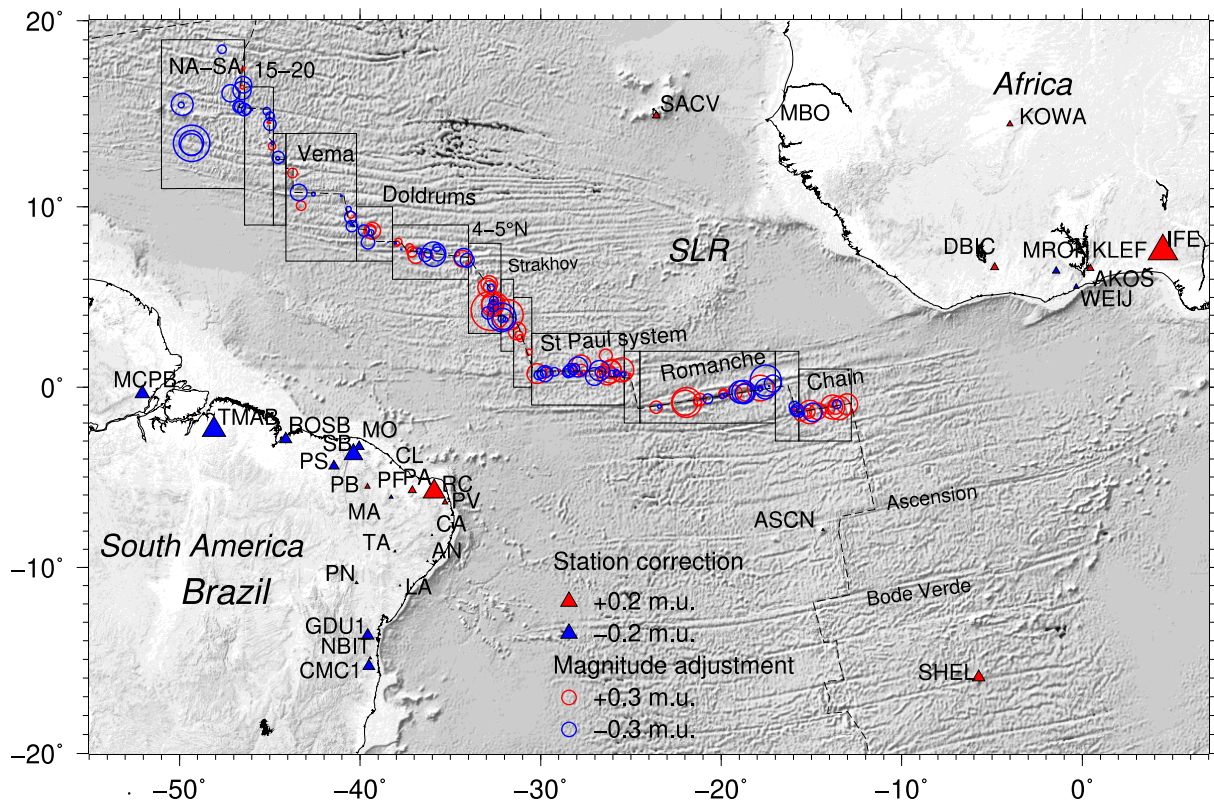 20°
10°
0°
−10°
−20°
−50°
−40°
−30°
−20°
−10°
0°
NA−SA
15−20
Vema
Doldrums
4−5°N
Strakhov
St Paul system
Romanche
Chain
SLR
Africa
SACV
MBO
KOWA
DBIC
KLEF
IFE
AKOS
WEIJ
MCPB
TMAB
ROSB
SB
MO
PS
CL
PB
PF
PA
RC
PV
MA
CA
TA
AN
PN
LA
GDU1
NBIT
CMC1
South America
Brazil
ASCN
Ascension
Bode Verde
SHEL
Station correction
+0.2 m.u.
−0.2 m.u.
Magnitude adjustment
+0.3 m.u.
−0.3 m.u.